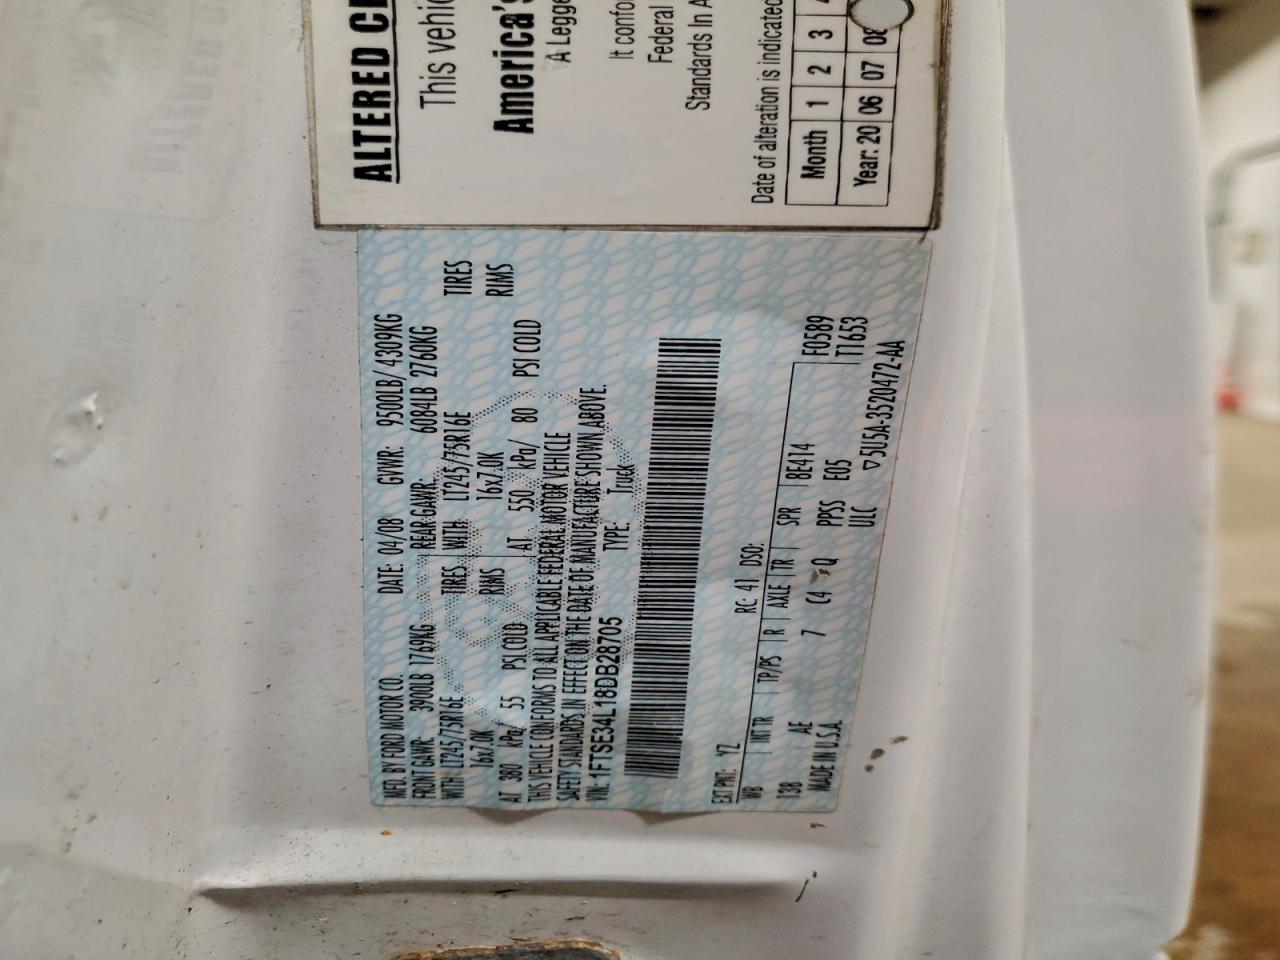 ALTERED
This vehic
America's
A Legge
It confo
Federal
Standards In A
Date of alteration is indicated
Month 1 2 3
Year: 20 06 07 08
MFD. BY FORD MOTOR CO.
DATE: 04/08 GVWR: 9500LB/ 4309KG
FRONT GAWR: 3900LB 1769KG REAR GAWR: 6084LB 2760KG
WITH LT245/75R16E TIRES WITH LT245/75R16E TIRES
16x7.0K RIMS 16x7.0K RIMS
AT 380 kPa/ 55 PSI COLD AT 550 kPa/ 80 PSI COLD
THIS VEHICLE CONFORMS TO ALL APPLICABLE FEDERAL MOTOR VEHICLE
SAFETY STANDARDS IN EFFECT ON THE DATE OF MANUFACTURE SHOWN ABOVE.
VIN: 1FTSE34L18DB28705 TYPE: Truck
EXT PNT: YZ RC: 41 DSO: F0589
WB INT TR TP/PS R AXLE TR SPR 8E414 T1653
138 AE 7 C4 Q PPSS E05
MADE IN U.S.A. ULC ▽5U5A-3520472-AA